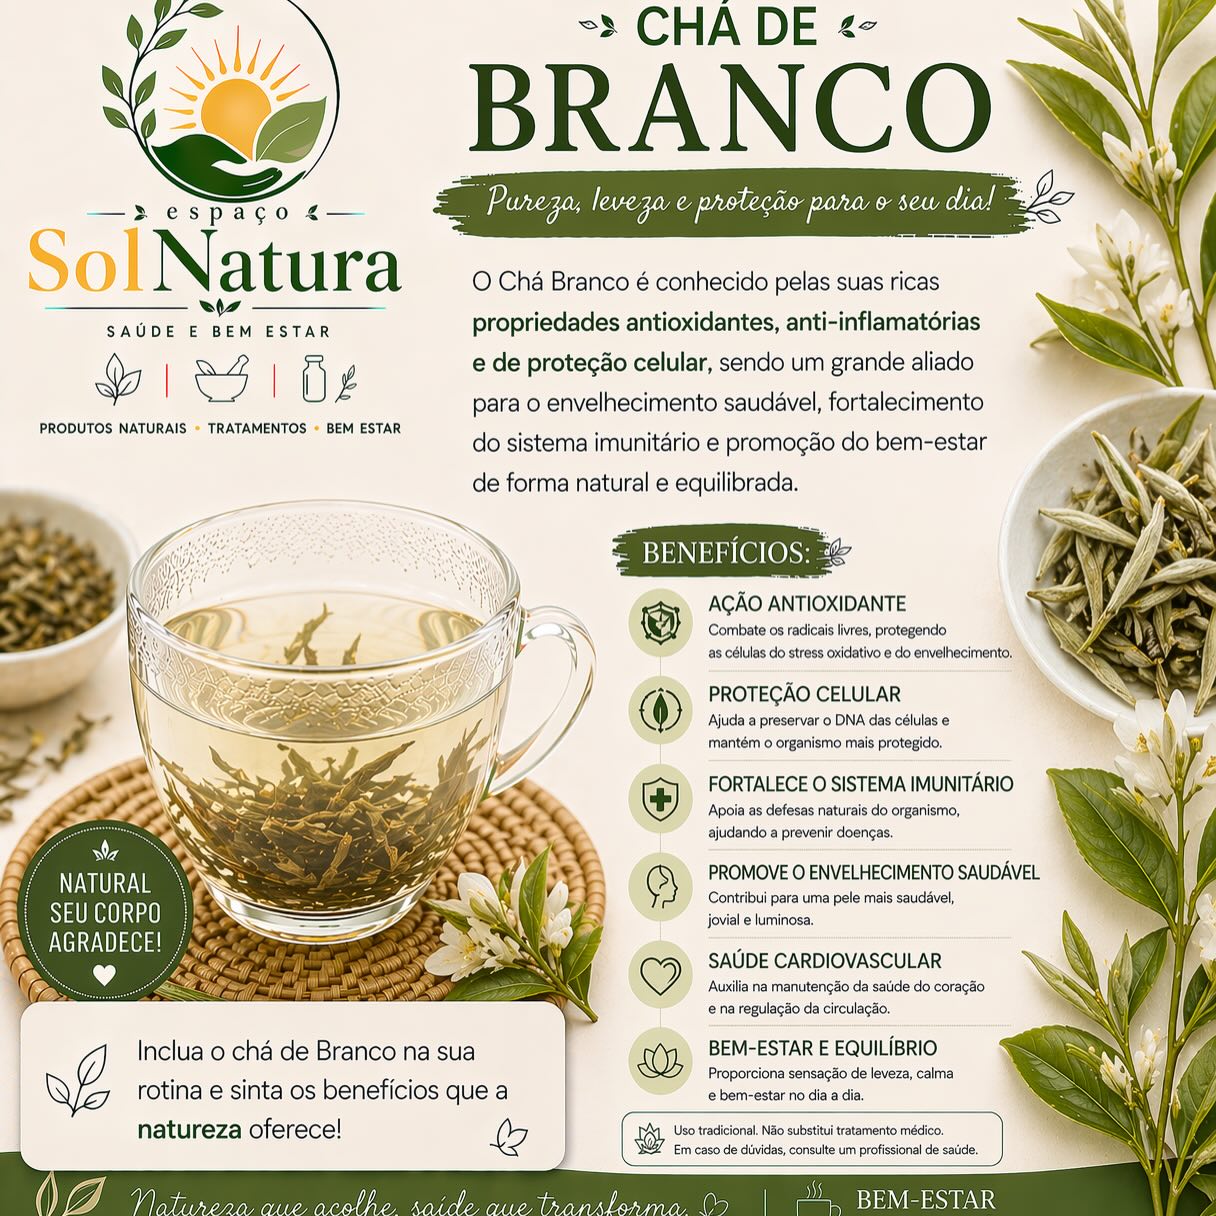 espaço
SolNatura
SAÚDE E BEM ESTAR
PRODUTOS NATURAIS • TRATAMENTOS • BEM ESTAR
CHÁ DE
BRANCO
Pureza, leveza e proteção para o seu dia!
O Chá Branco é conhecido pelas suas ricas
propriedades antioxidantes, anti-inflamatórias
e de proteção celular, sendo um grande aliado
para o envelhecimento saudável, fortalecimento
do sistema imunitário e promoção do bem-estar
de forma natural e equilibrada.
BENEFÍCIOS:
AÇÃO ANTIOXIDANTE
Combate os radicais livres, protegendo
as células do stress oxidativo e do envelhecimento.
PROTEÇÃO CELULAR
Ajuda a preservar o DNA das células e
mantém o organismo mais protegido.
FORTALECE O SISTEMA IMUNITÁRIO
Apoia as defesas naturais do organismo,
ajudando a prevenir doenças.
PROMOVE O ENVELHECIMENTO SAUDÁVEL
Contribui para uma pele mais saudável,
jovial e luminosa.
SAÚDE CARDIOVASCULAR
Auxilia na manutenção da saúde do coração
e na regulação da circulação.
BEM-ESTAR E EQUILÍBRIO
Proporciona sensação de leveza, calma
e bem-estar no dia a dia.
Uso tradicional. Não substitui tratamento médico.
Em caso de dúvidas, consulte um profissional de saúde.
NATURAL
SEU CORPO
AGRADECE!
Inclua o chá de Branco na sua
rotina e sinta os benefícios que a
natureza oferece!
Natureza que acolhe, saúde que transforma.
BEM-ESTAR